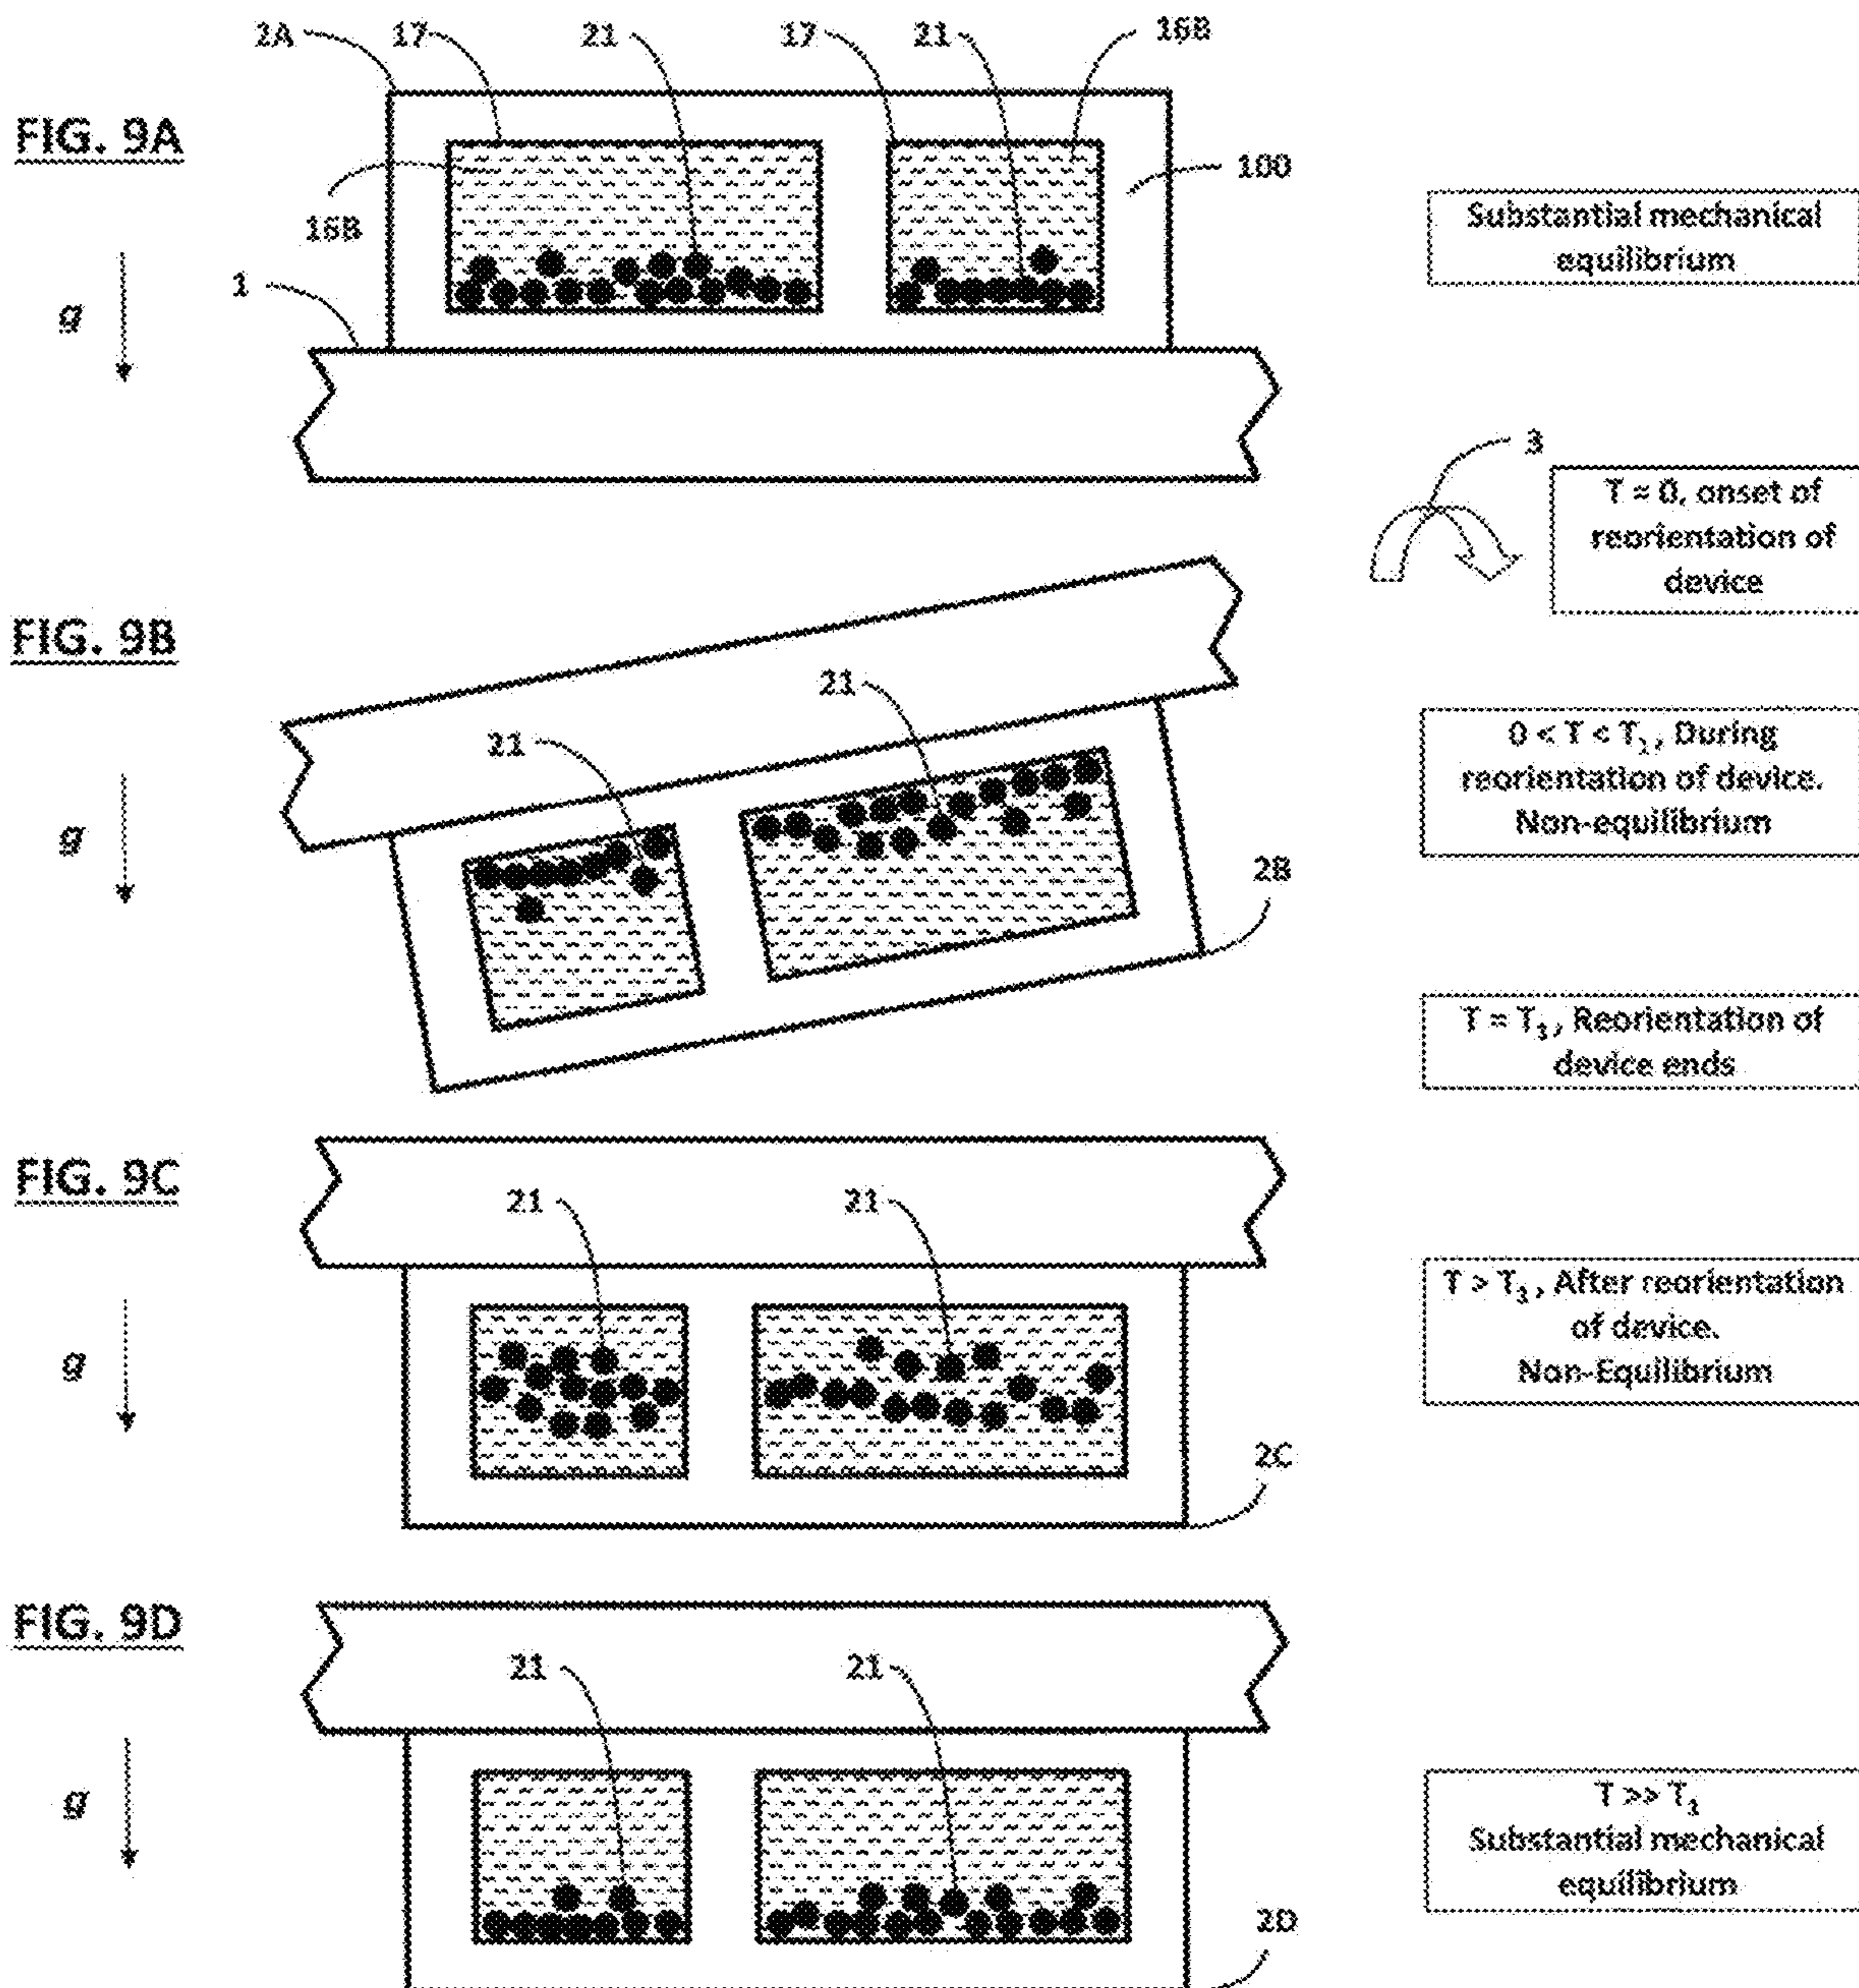 2A 17 21 17 21 16B
FIG. 9A
100
16B
Substantial mechanical
equilibrium
g
1
3
T = 0, onset of
reorientation of
device
FIG. 9B
21
21
0 < T < T₁, During
reorientation of device.
Non-equilibrium
g
2B
T = T₁, Reorientation of
device ends
FIG. 9C
21 21
T > T₁, After reorientation
of device.
Non-Equilibrium
g
2C
FIG. 9D
21 21
g
T >> T₁
Substantial mechanical
equilibrium
2D